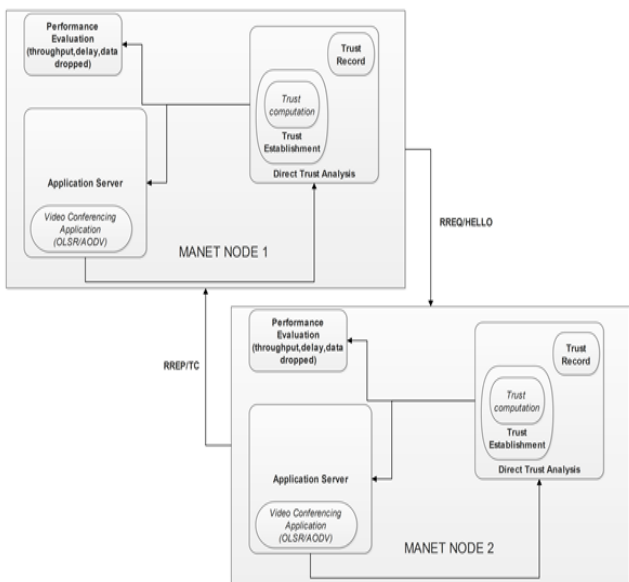 Performance
Evaluation
(throughput,delay,data
dropped)
Trust
Record
Trust
computation
Trust
Establishment
Direct Trust Analysis
Application Server
Video Conferencing
Application
(OLSR/AODV)
MANET NODE 1
RREQ/HELLO
RREP/TC
Performance
Evaluation
(throughput,delay,data
dropped)
Trust
Record
Trust
computation
Trust
Establishment
Direct Trust Analysis
Application Server
Video Conferencing
Application
(OLSR/AODV)
MANET NODE 2